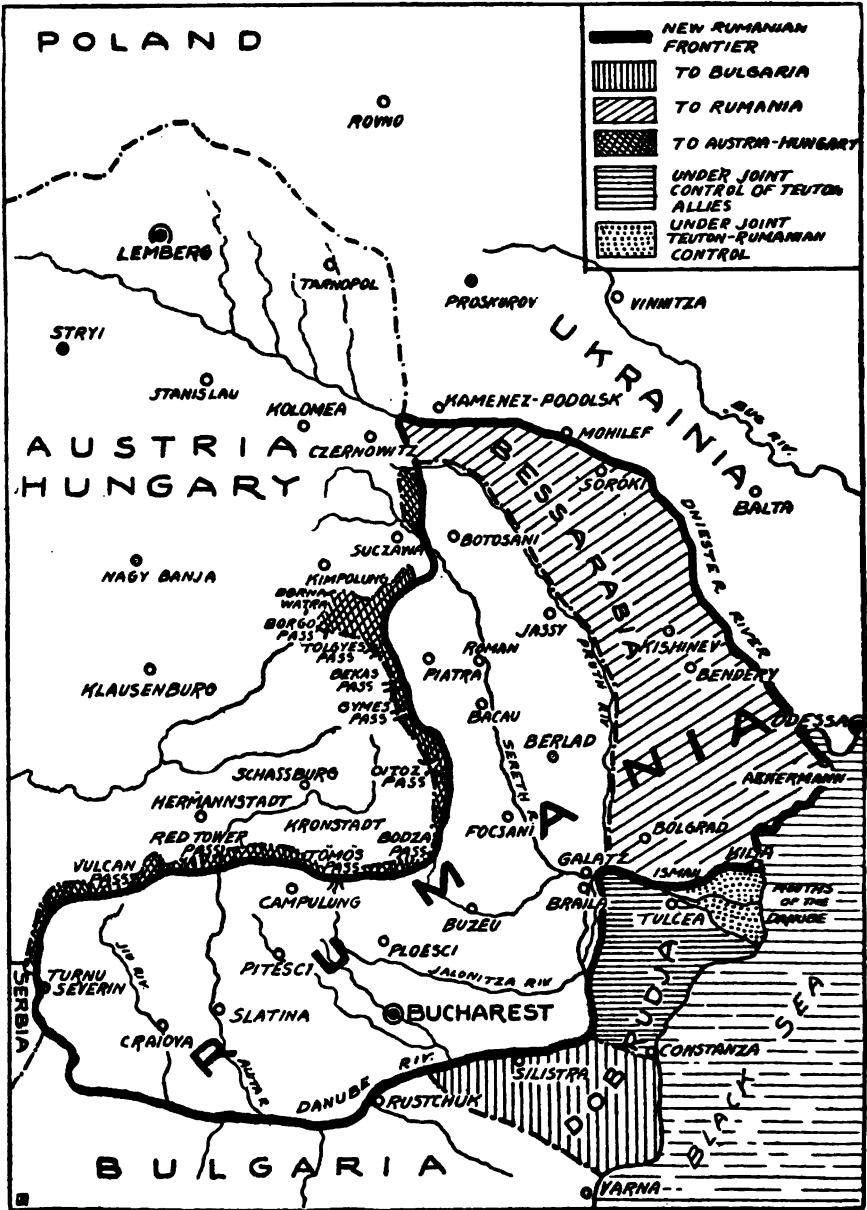 POLAND
NEW RUMANIAN
FRONTIER
TO BULGARIA
TO RUMANIA
TO AUSTRIA-HUNGARY
UNDER JOINT
CONTROL OF TEUTON
ALLIES
UNDER JOINT
TEUTON-RUMANIAN
CONTROL
ROVNO
LEMBERG
TARNOPOL
PROSKUROV
VINNITZA
STRYI
UKRAINIA
STANISLAU
KAMENEZ-PODOLSK
KOLOMEA
BUG RIV.
MOHILEF
AUSTRIA
HUNGARY
CZERNOWITZ
BESSARABIA
SOROKI
BALTA
DNIESTER RIVER
SUCZAWA
BOTOSANI
NAGY BANJA
KIMPOLUNG
DORNA
WATRA
BORGO
PASS
TOLGYES
PASS
JASSY
KISHINEV
ROMAN
PIATRA
PRUTH RIV.
BENDERY
KLAUSENBURG
BEKAS
PASS
GYMES
PASS
BACAU
ODESSA
SERETH R.
BERLAD
SCHASSBURG
OITOZ
PASS
AKKERMANN
HERMANNSTADT
KRONSTADT
FOCSANI
BOLGRAD
RED TOWER
PASS
TÖMÖS
PASS
BODZA
PASS
VULCAN
PASS
GALATZ
ISMAIL
KILIA
CAMPULUNG
BRAILA
MOUTHS
OF THE
DANUBE
BUZEU
TULCEA
JIU RIV.
PITESCI
PLOESCI
JALONITZA RIV.
SERBIA
TURNU
SEVERIN
SLATINA
BUCHAREST
RUMANIA
CRAIOVA
ALUTA R.
CONSTANZA
DOBRUDJA
BLACK SEA
DANUBE RIV.
SILISTRA
RUSTCHUK
BULGARIA
VARNA